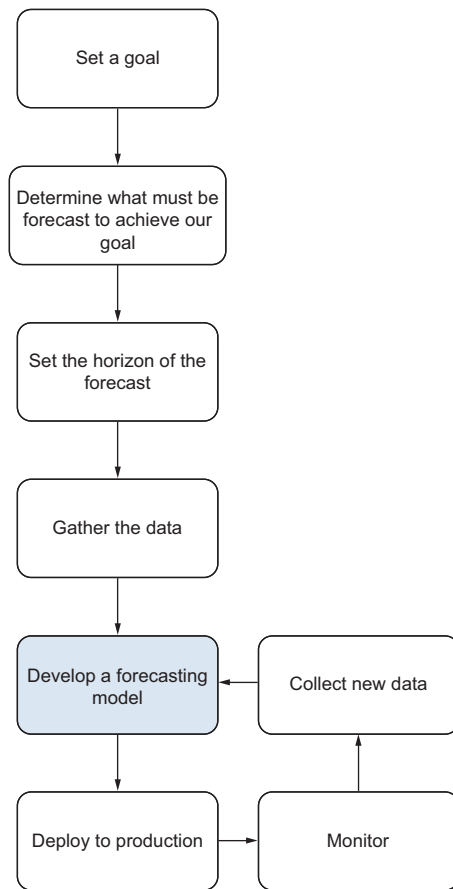 Set a goal
Determine what must be
forecast to achieve our
goal
Set the horizon of the
forecast
Gather the data
Develop a forecasting
model
Collect new data
Deploy to production
Monitor